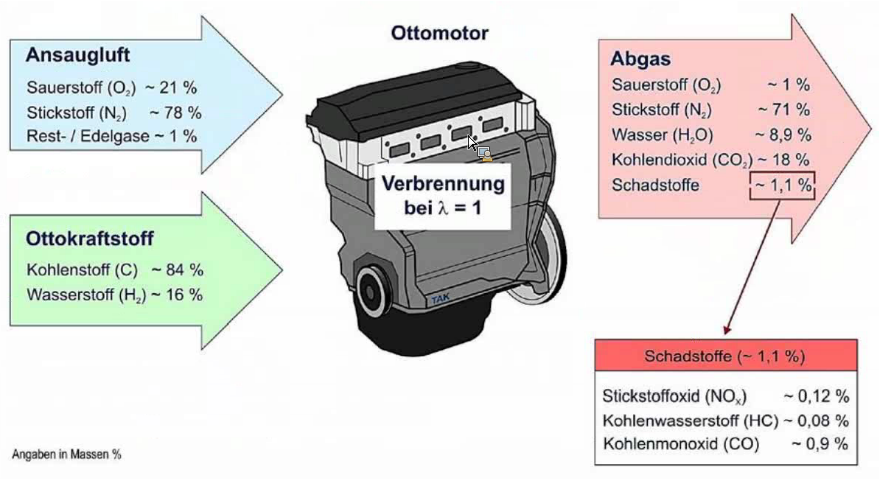 Ottomotor
Ansaugluft
Sauerstoff (O₂) ~ 21 %
Stickstoff (N₂) ~ 78 %
Rest- / Edelgase ~ 1 %
Ottokraftstoff
Kohlenstoff (C) ~ 84 %
Wasserstoff (H₂) ~ 16 %
Verbrennung
bei λ = 1
TAK
Abgas
Sauerstoff (O₂) ~ 1 %
Stickstoff (N₂) ~ 71 %
Wasser (H₂O) ~ 8,9 %
Kohlendioxid (CO₂) ~ 18 %
Schadstoffe ~ 1,1 %
Schadstoffe (~ 1,1 %)
Stickstoffoxid (NOₓ) ~ 0,12 %
Kohlenwasserstoff (HC) ~ 0,08 %
Kohlenmonoxid (CO) ~ 0,9 %
Angaben in Massen %